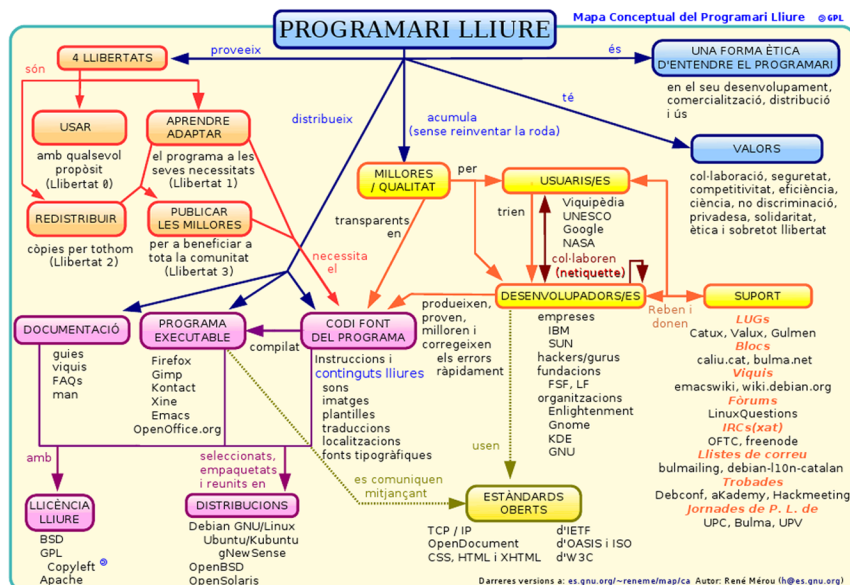 PROGRAMARI LLIURE
Mapa Conceptual del Programari Lliure GPL
proveeix
és
4 LLIBERTATS
UNA FORMA ÈTICA
D'ENTENDRE EL PROGRAMARI
en el seu desenvolupament,
comercialització, distribució
i ús
són
USAR
amb qualsevol
propòsit
(Llibertat 0)
APRENDRE
ADAPTAR
el programa a les
seves necessitats
(Llibertat 1)
REDISTRIBUIR
còpies per tothom
(Llibertat 2)
PUBLICAR
LES MILLORES
per a beneficiar a
tota la comunitat
(Llibertat 3)
distribueix
acumula
(sense reinventar la roda)
té
VALORS
col·laboració, seguretat,
competitivitat, eficiència,
ciència, no discriminació,
privadesa, solidaritat,
ètica i sobretot llibertat
MILLORES
/ QUALITAT
per
USUARIS/ES
Viquipèdia
UNESCO
Google
NASA
trien
transparents
en
col·laboren
(netiquette)
necessita
el
DESENVOLUPADORS/ES
empreses
IBM
SUN
hackers/gurus
fundacions
FSF, LF
organitzacions
Enlightenment
Gnome
KDE
GNU
produeixen,
proven,
milloren i
corregeixen
els errors
ràpidament
Reben i
donen
SUPORT
LUGs
Catux, Valux, Gulmen
Blocs
caliu.cat, bulma.net
Viquis
emacswiki, wiki.debian.org
Fòrums
LinuxQuestions
IRCs(xat)
OFTC, freenode
Llistes de correu
bulmailing, debian-l10n-catalan
Trobades
Debconf, aKademy, Hackmeeting
Jornades de P. L. de
UPC, Bulma, UPV
DOCUMENTACIÓ
guies
viquis
FAQs
man
PROGRAMA
EXECUTABLE
Firefox
Gimp
Kontact
Xine
Emacs
OpenOffice.org
compilat
CODI FONT
DEL PROGRAMA
Instruccions i
continguts lliures
sons
imatges
plantilles
traduccions
localitzacions
fonts tipogràfiques
amb
seleccionats,
empaquetats
i reunits en
es comuniquen
mitjançant
usen
LLICÈNCIA
LLIURE
BSD
GPL
Copyleft
Apache
DISTRIBUCIONS
Debian GNU/Linux
Ubuntu/Kubuntu
gNewSense
OpenBSD
OpenSolaris
ESTÀNDARDS
OBERTS
TCP / IP d'IETF
OpenDocument d'OASIS i ISO
CSS, HTML i XHTML d'W3C
Darreres versions a: es.gnu.org/~reneme/map/ca Autor: René Mérou (h@es.gnu.org)